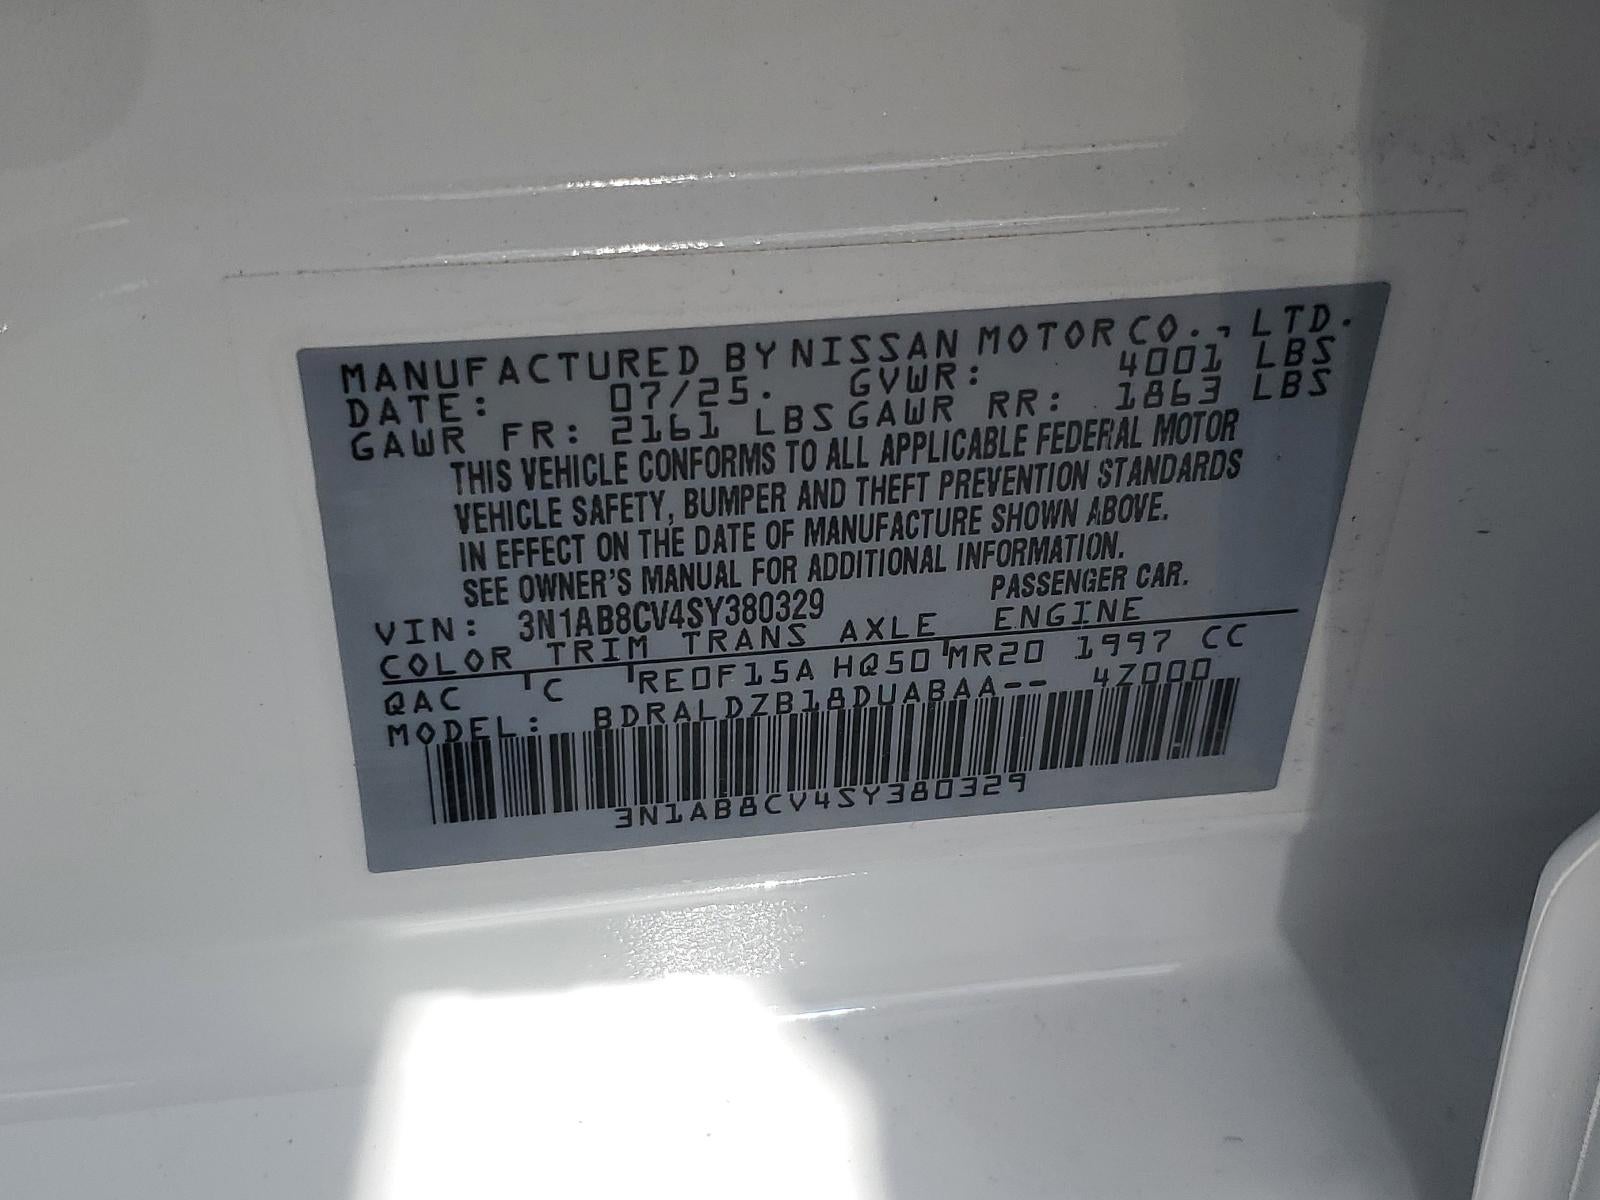 MANUFACTURED BY NISSAN MOTOR CO., LTD.
DATE: 07/25. GVWR: 4001 LBS
GAWR FR: 2161 LBS GAWR RR: 1863 LBS
THIS VEHICLE CONFORMS TO ALL APPLICABLE FEDERAL MOTOR
VEHICLE SAFETY, BUMPER AND THEFT PREVENTION STANDARDS
IN EFFECT ON THE DATE OF MANUFACTURE SHOWN ABOVE.
SEE OWNER'S MANUAL FOR ADDITIONAL INFORMATION.
VIN: 3N1AB8CV4SY380329 PASSENGER CAR.
COLOR TRIM TRANS AXLE ENGINE
QAC C RE0F15A HQ50 MR20 1997 CC
MODEL: BDRALDZB18DUABAA-- 4Z000
3N1AB8CV4SY380329